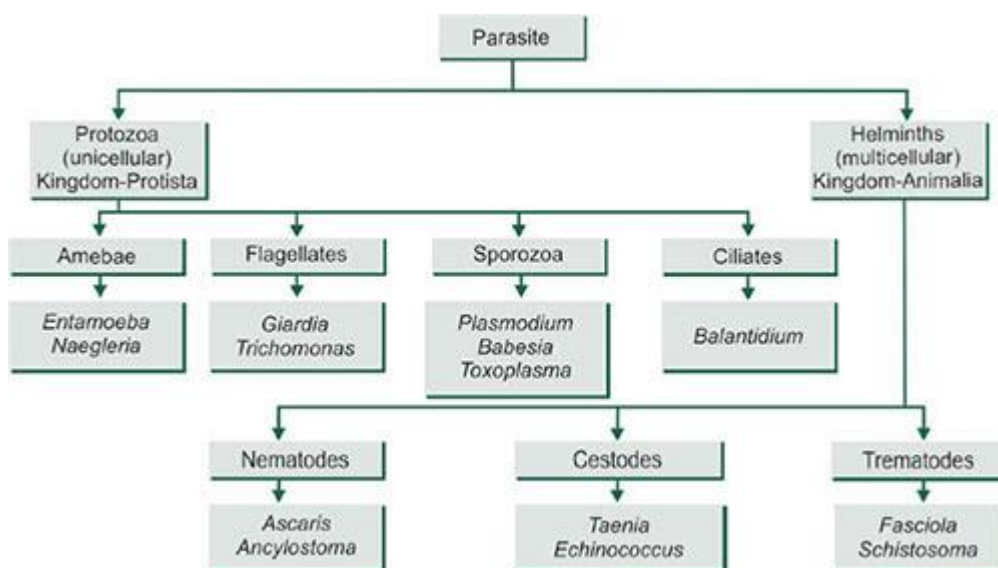 Parasite
Protozoa
(unicellular)
Kingdom-Protista
Helminths
(multicellular)
Kingdom-Animalia
Amebae
Flagellates
Sporozoa
Ciliates
Entamoeba
Naegleria
Giardia
Trichomonas
Plasmodium
Babesia
Toxoplasma
Balantidium
Nematodes
Cestodes
Trematodes
Ascaris
Ancylostoma
Taenia
Echinococcus
Fasciola
Schistosoma